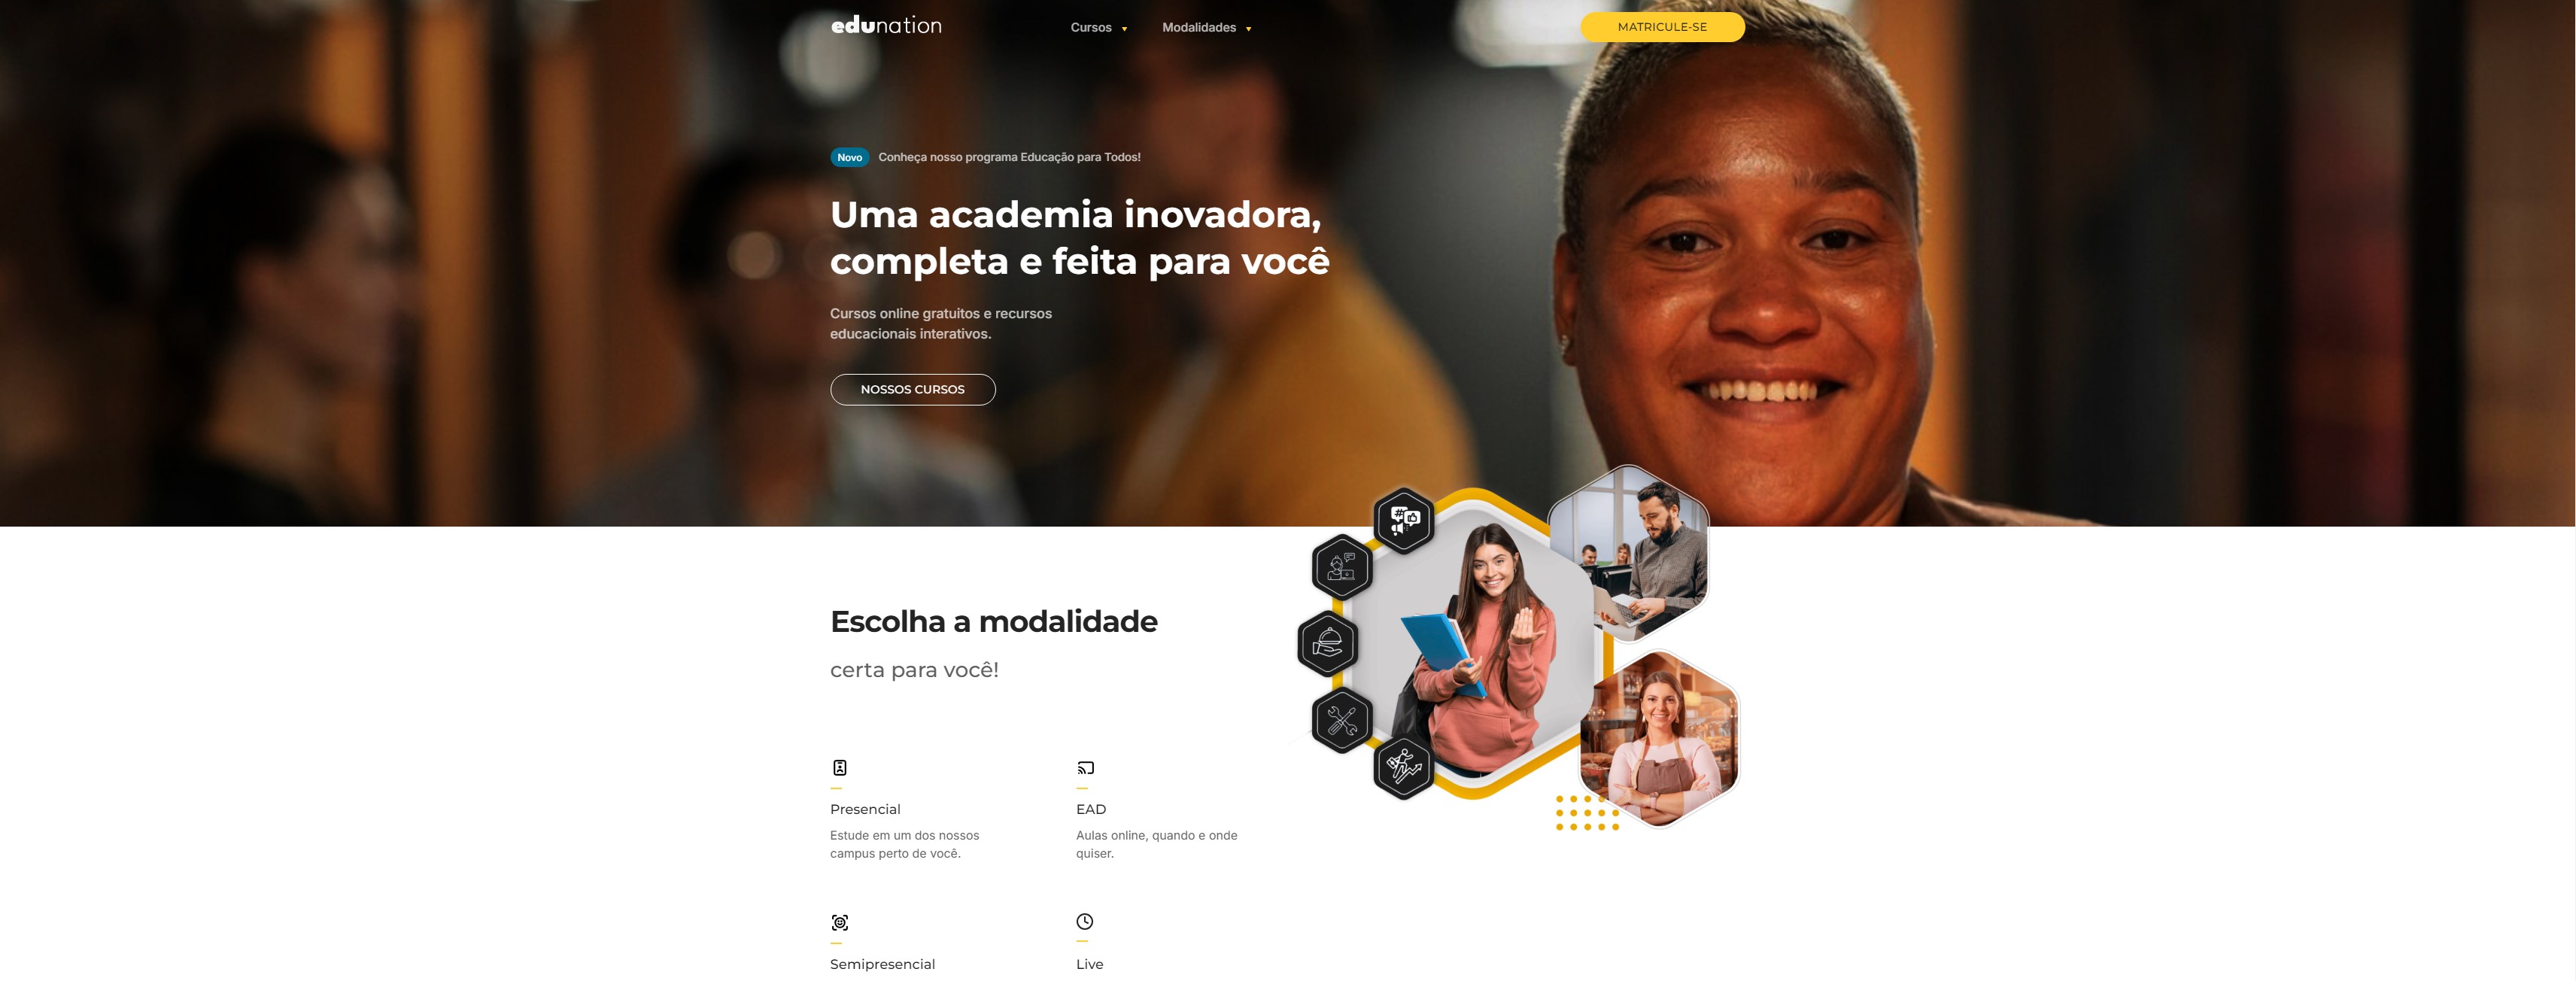 edunation
Cursos
Modalidades
MATRICULE-SE
Novo
Conheça nosso programa Educação para Todos!
Uma academia inovadora,
completa e feita para você
Cursos online gratuitos e recursos
educacionais interativos.
NOSSOS CURSOS
Escolha a modalidade
certa para você!
Presencial
Estude em um dos nossos
campus perto de você.
EAD
Aulas online, quando e onde
quiser.
Semipresencial
Live